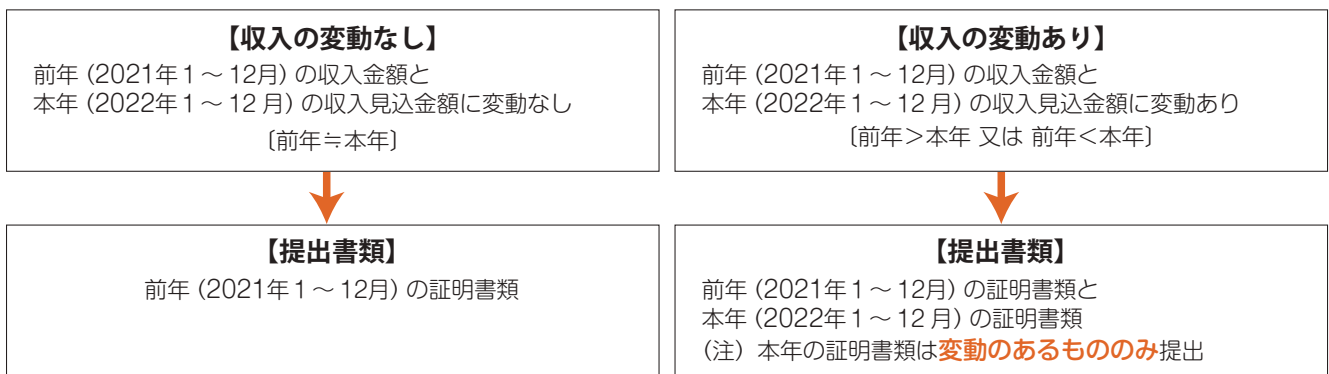 【収入の変動なし】
前年 (2021年1～12月) の収入金額と
本年 (2022年1～12月) の収入見込金額に変動なし
〔前年≒本年〕
【収入の変動あり】
前年 (2021年1～12月) の収入金額と
本年 (2022年1～12月) の収入見込金額に変動あり
〔前年＞本年 又は 前年＜本年〕
【提出書類】
前年 (2021年1～12月) の証明書類
【提出書類】
前年 (2021年1～12月) の証明書類と
本年 (2022年1～12月) の証明書類
(注) 本年の証明書類は変動のあるもののみ提出